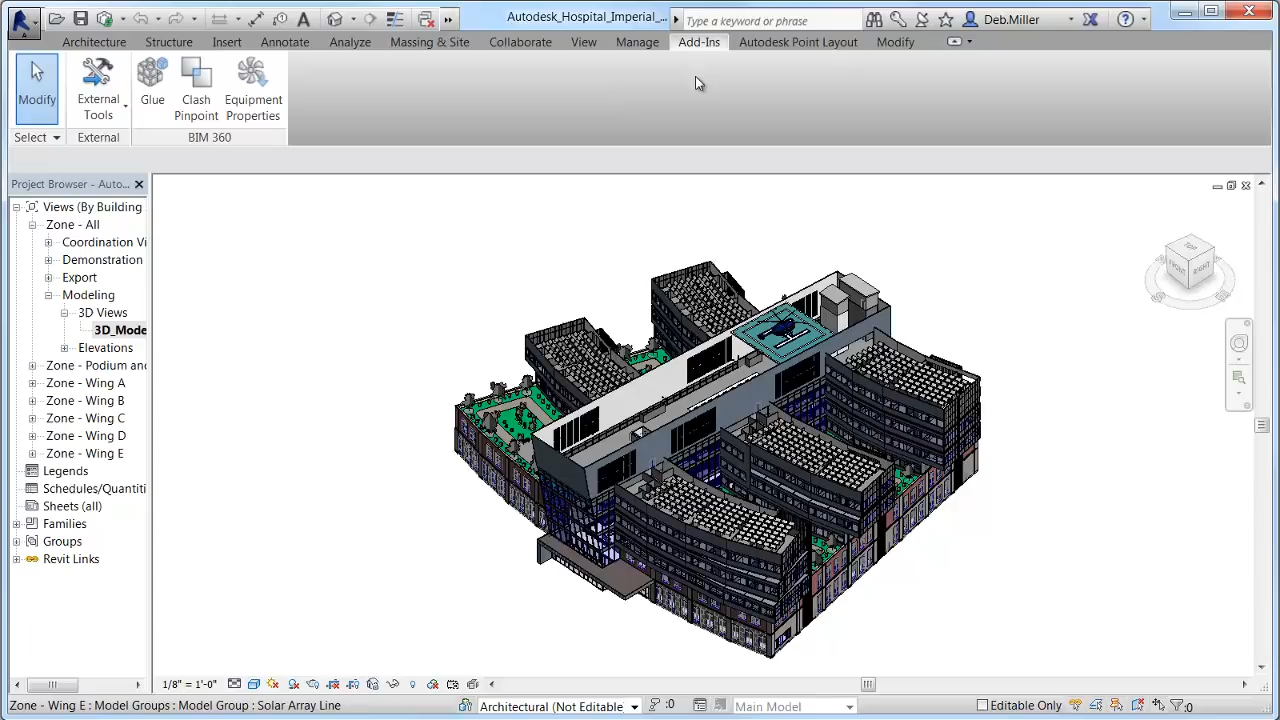 Autodesk_Hospital_Imperial_...
Type a keyword or phrase
Deb.Miller
Architecture
Structure
Insert
Annotate
Analyze
Massing & Site
Collaborate
View
Manage
Add-Ins
Autodesk Point Layout
Modify
Modify
External
Tools
Glue
Clash
Pinpoint
Equipment
Properties
Select
External
BIM 360
Project Browser - Auto...
Views (By Building
Zone - All
Coordination Vi
Demonstration
Export
Modeling
3D Views
3D_Mode
Elevations
Zone - Podium and
Zone - Wing A
Zone - Wing B
Zone - Wing C
Zone - Wing D
Zone - Wing E
Legends
Schedules/Quantiti
Sheets (all)
Families
Groups
Revit Links
TOP
FRONT
RIGHT
1/8" = 1'-0"
Zone - Wing E : Model Groups : Model Group : Solar Array Line
Architectural (Not Editable
:0
Main Model
Editable Only
:0